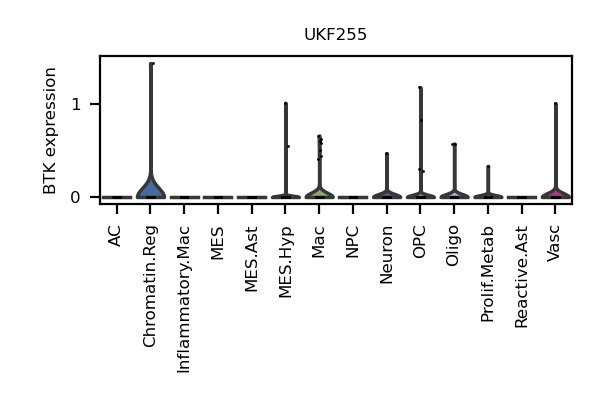 UKF255
BTK expression
1
0
AC
Chromatin.Reg
Inflammatory.Mac
MES
MES.Ast
MES.Hyp
Mac
NPC
Neuron
OPC
Oligo
Prolif.Metab
Reactive.Ast
Vasc